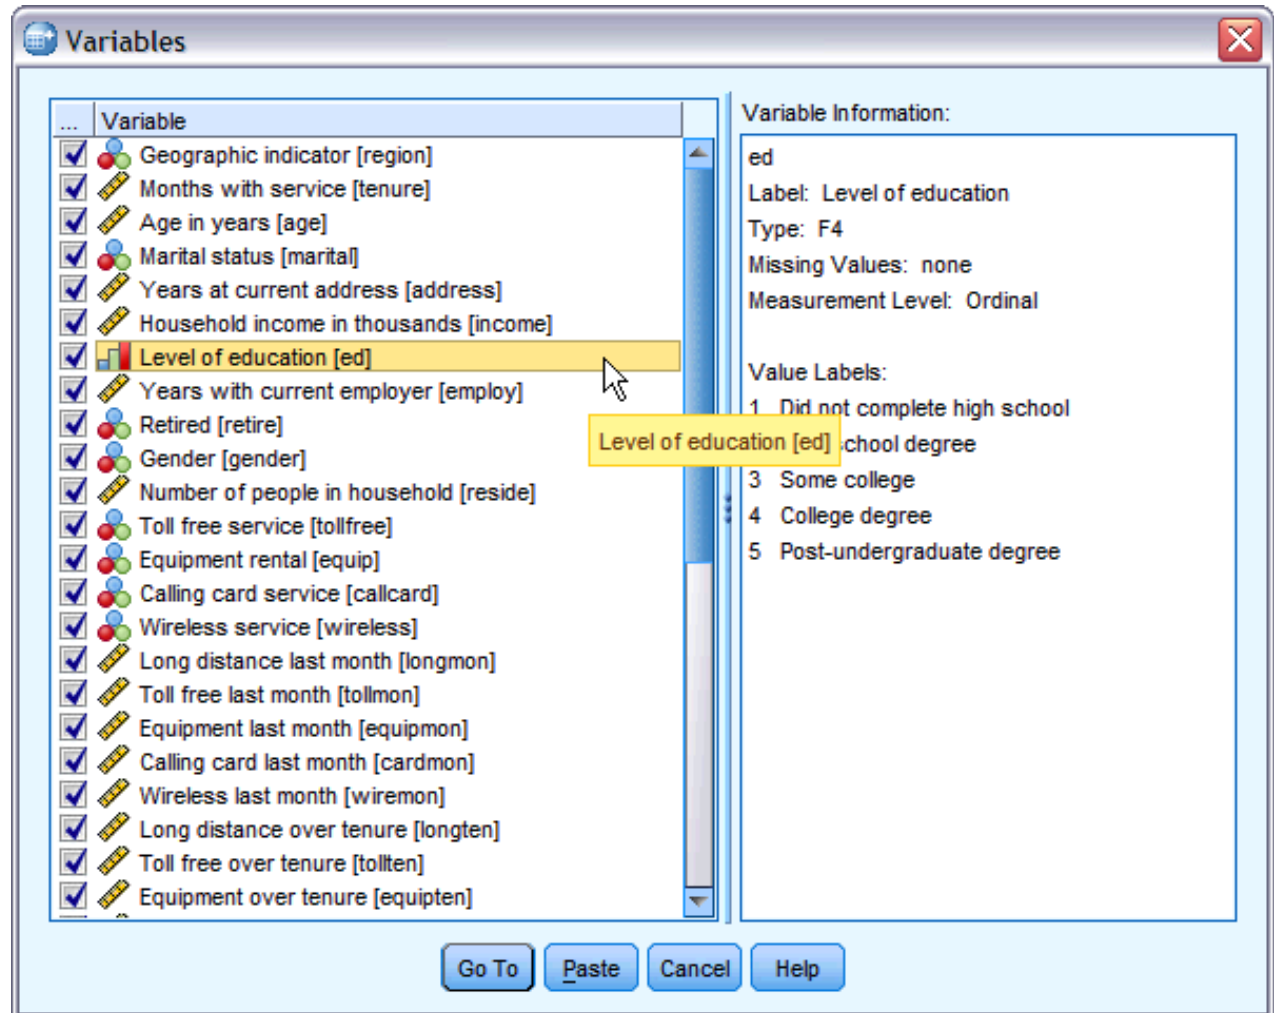 Variables
... Variable
Geographic indicator [region]
Months with service [tenure]
Age in years [age]
Marital status [marital]
Years at current address [address]
Household income in thousands [income]
Level of education [ed]
Years with current employer [employ]
Retired [retire]
Gender [gender]
Number of people in household [reside]
Toll free service [tollfree]
Equipment rental [equip]
Calling card service [callcard]
Wireless service [wireless]
Long distance last month [longmon]
Toll free last month [tollmon]
Equipment last month [equipmon]
Calling card last month [cardmon]
Wireless last month [wiremon]
Long distance over tenure [longten]
Toll free over tenure [tollten]
Equipment over tenure [equipten]
Level of education [ed]
Variable Information:
ed
Label: Level of education
Type: F4
Missing Values: none
Measurement Level: Ordinal
Value Labels:
1 Did not complete high school
school degree
3 Some college
4 College degree
5 Post-undergraduate degree
Go To Paste Cancel Help